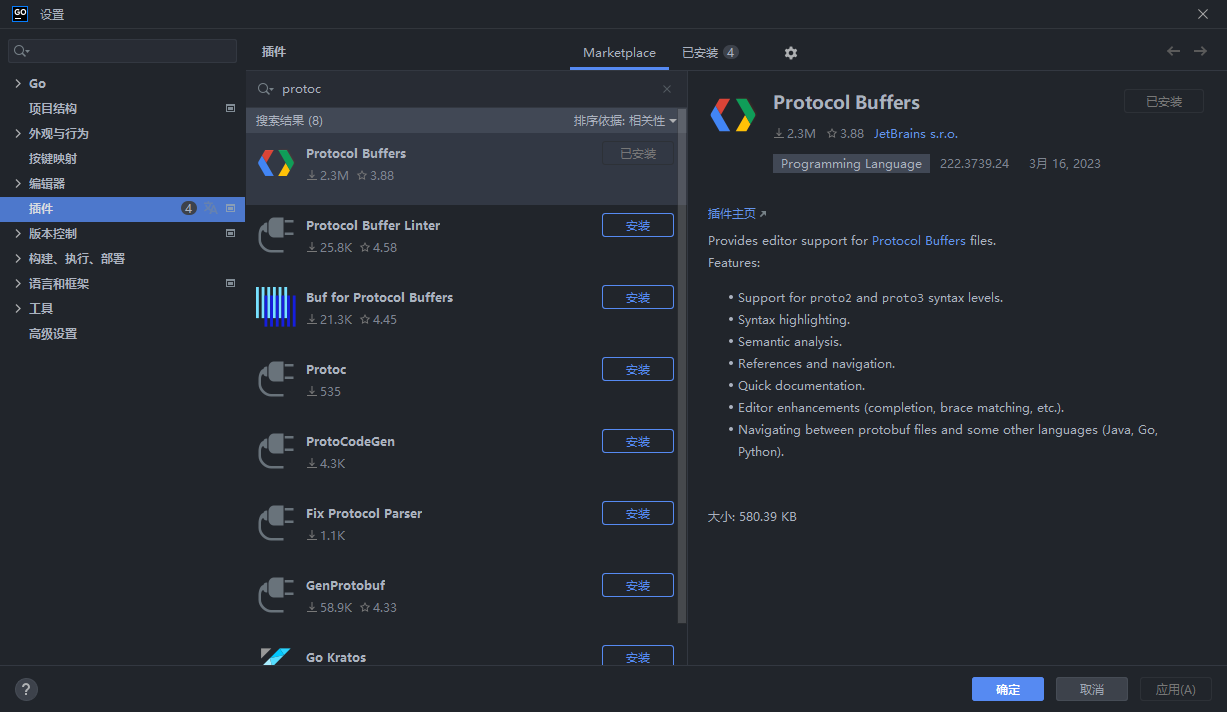 GO 设置
Go
项目结构
外观与行为
按键映射
编辑器
插件 4
版本控制
构建、执行、部署
语言和框架
工具
高级设置
插件 Marketplace 已安装 4
protoc
搜索结果 (8) 排序依据: 相关性
Protocol Buffers 已安装
2.3M 3.88
Protocol Buffer Linter 安装
25.8K 4.58
Buf for Protocol Buffers 安装
21.3K 4.45
Protoc 安装
535
ProtoCodeGen 安装
4.3K
Fix Protocol Parser 安装
1.1K
GenProtobuf 安装
58.9K 4.33
Go Kratos 安装
Protocol Buffers 已安装
2.3M 3.88 JetBrains s.r.o.
Programming Language 222.3739.24 3月 16, 2023
插件主页
Provides editor support for Protocol Buffers files.
Features:
• Support for proto2 and proto3 syntax levels.
• Syntax highlighting.
• Semantic analysis.
• References and navigation.
• Quick documentation.
• Editor enhancements (completion, brace matching, etc.).
• Navigating between protobuf files and some other languages (Java, Go,
Python).
大小: 580.39 KB
? 确定 取消 应用(A)